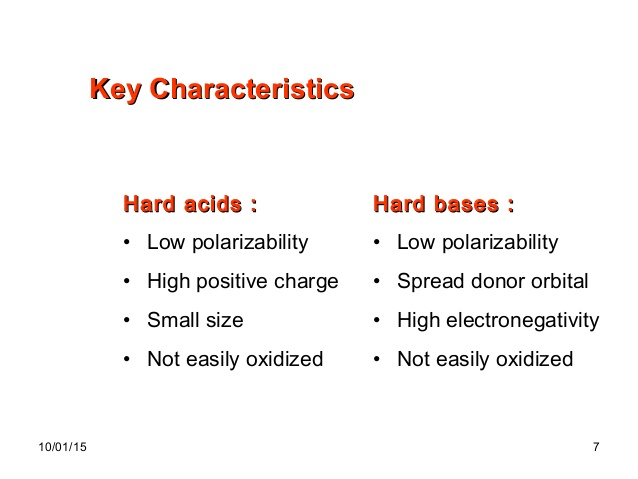 Key Characteristics
Hard acids :
• Low polarizability
• High positive charge
• Small size
• Not easily oxidized
Hard bases :
• Low polarizability
• Spread donor orbital
• High electronegativity
• Not easily oxidized
10/01/15
7